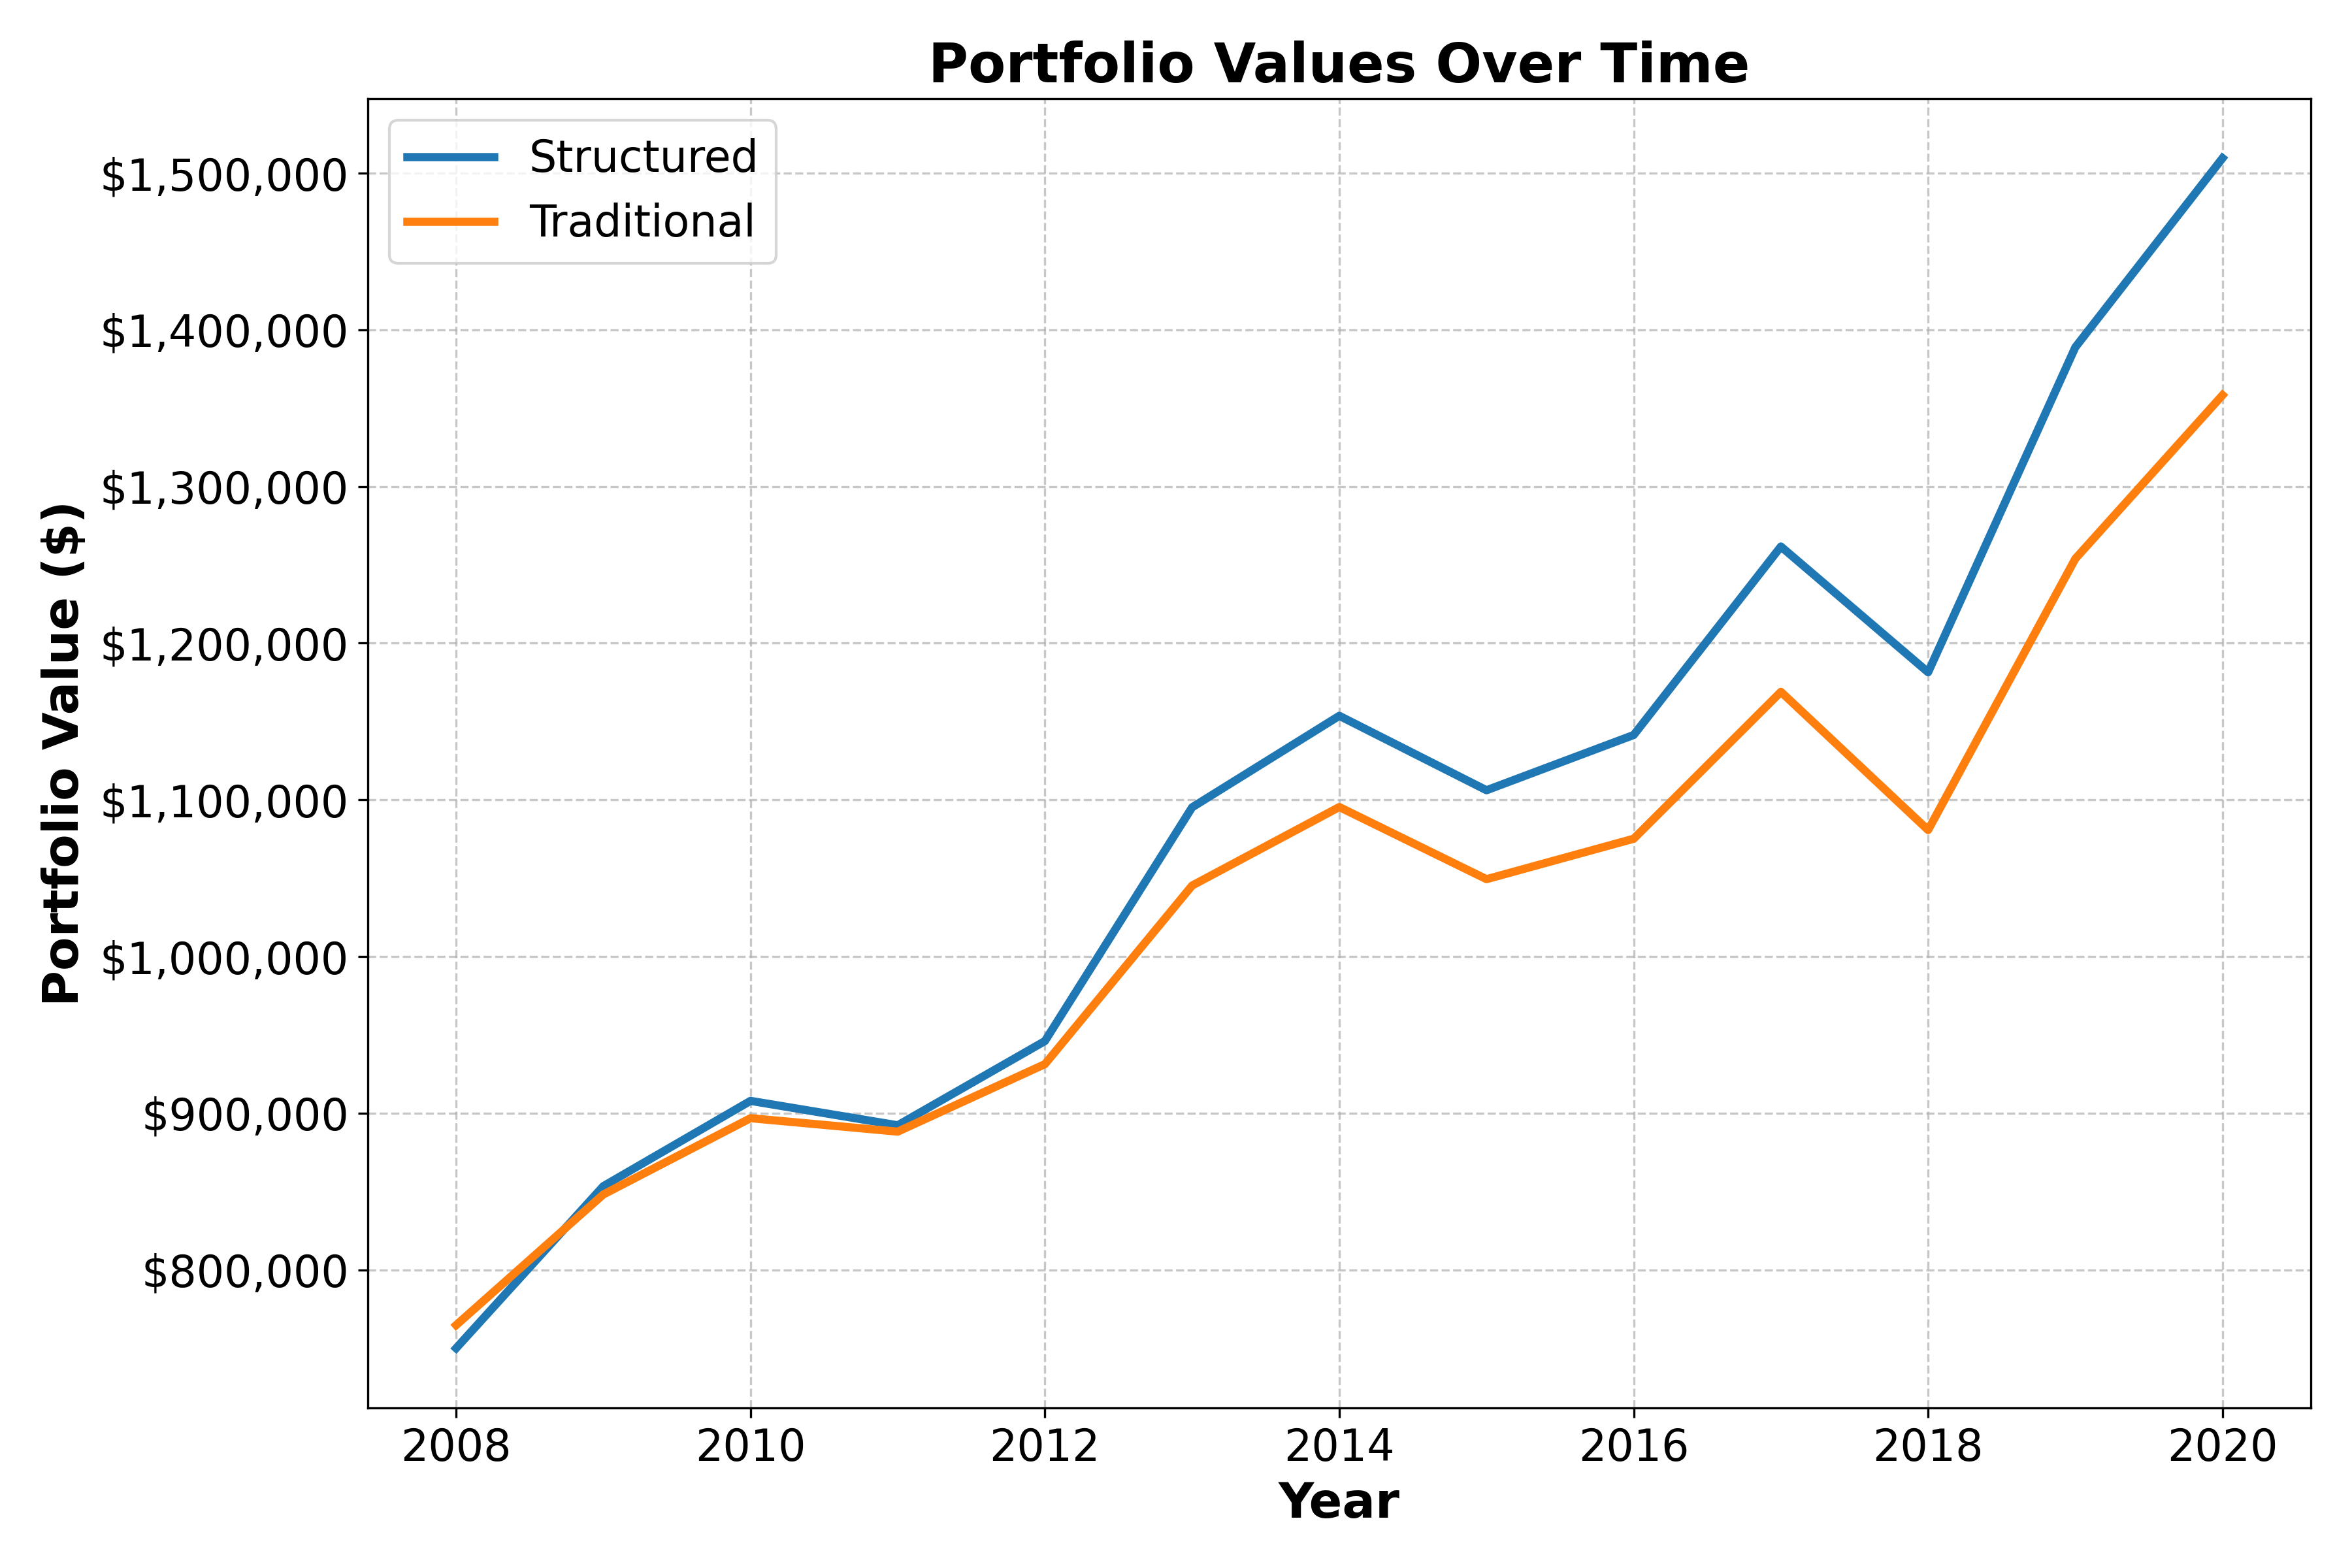 Portfolio Values Over Time
Structured
Traditional
Portfolio Value ($)
$1,500,000
$1,400,000
$1,300,000
$1,200,000
$1,100,000
$1,000,000
$900,000
$800,000
2008 2010 2012 2014 2016 2018 2020
Year